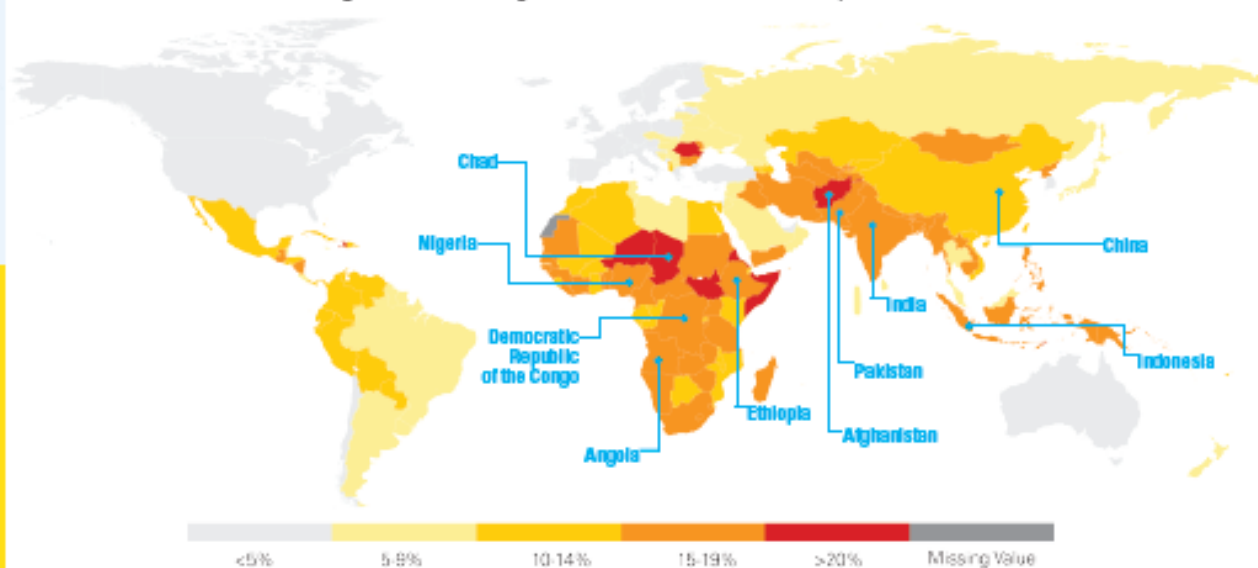 Chad
Nigeria
China
India
Democratic
Republic
of the Congo
Indonesia
Pakistan
Ethiopia
Afghanistan
Angola
<5% 5-9% 10-14% 15-19% >20% Missing Value